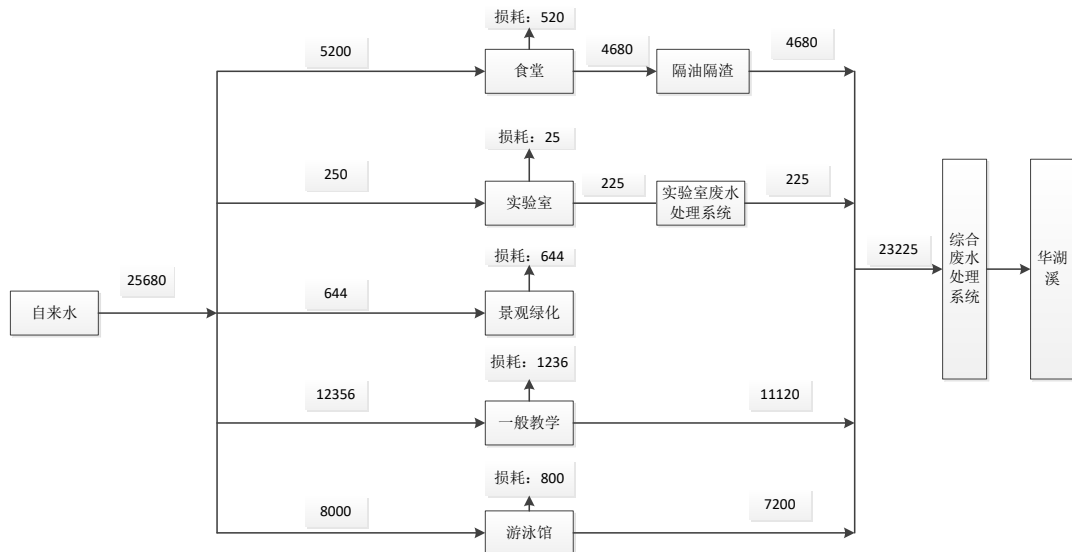 损耗：520
5200
食堂
4680
隔油隔渣
4680
损耗：25
250
实验室
225
实验室废水
处理系统
225
损耗：644
自来水
25680
644
景观绿化
23225
综合
废水
处理
系统
华湖
溪
损耗：1236
12356
一般教学
11120
损耗：800
8000
游泳馆
7200